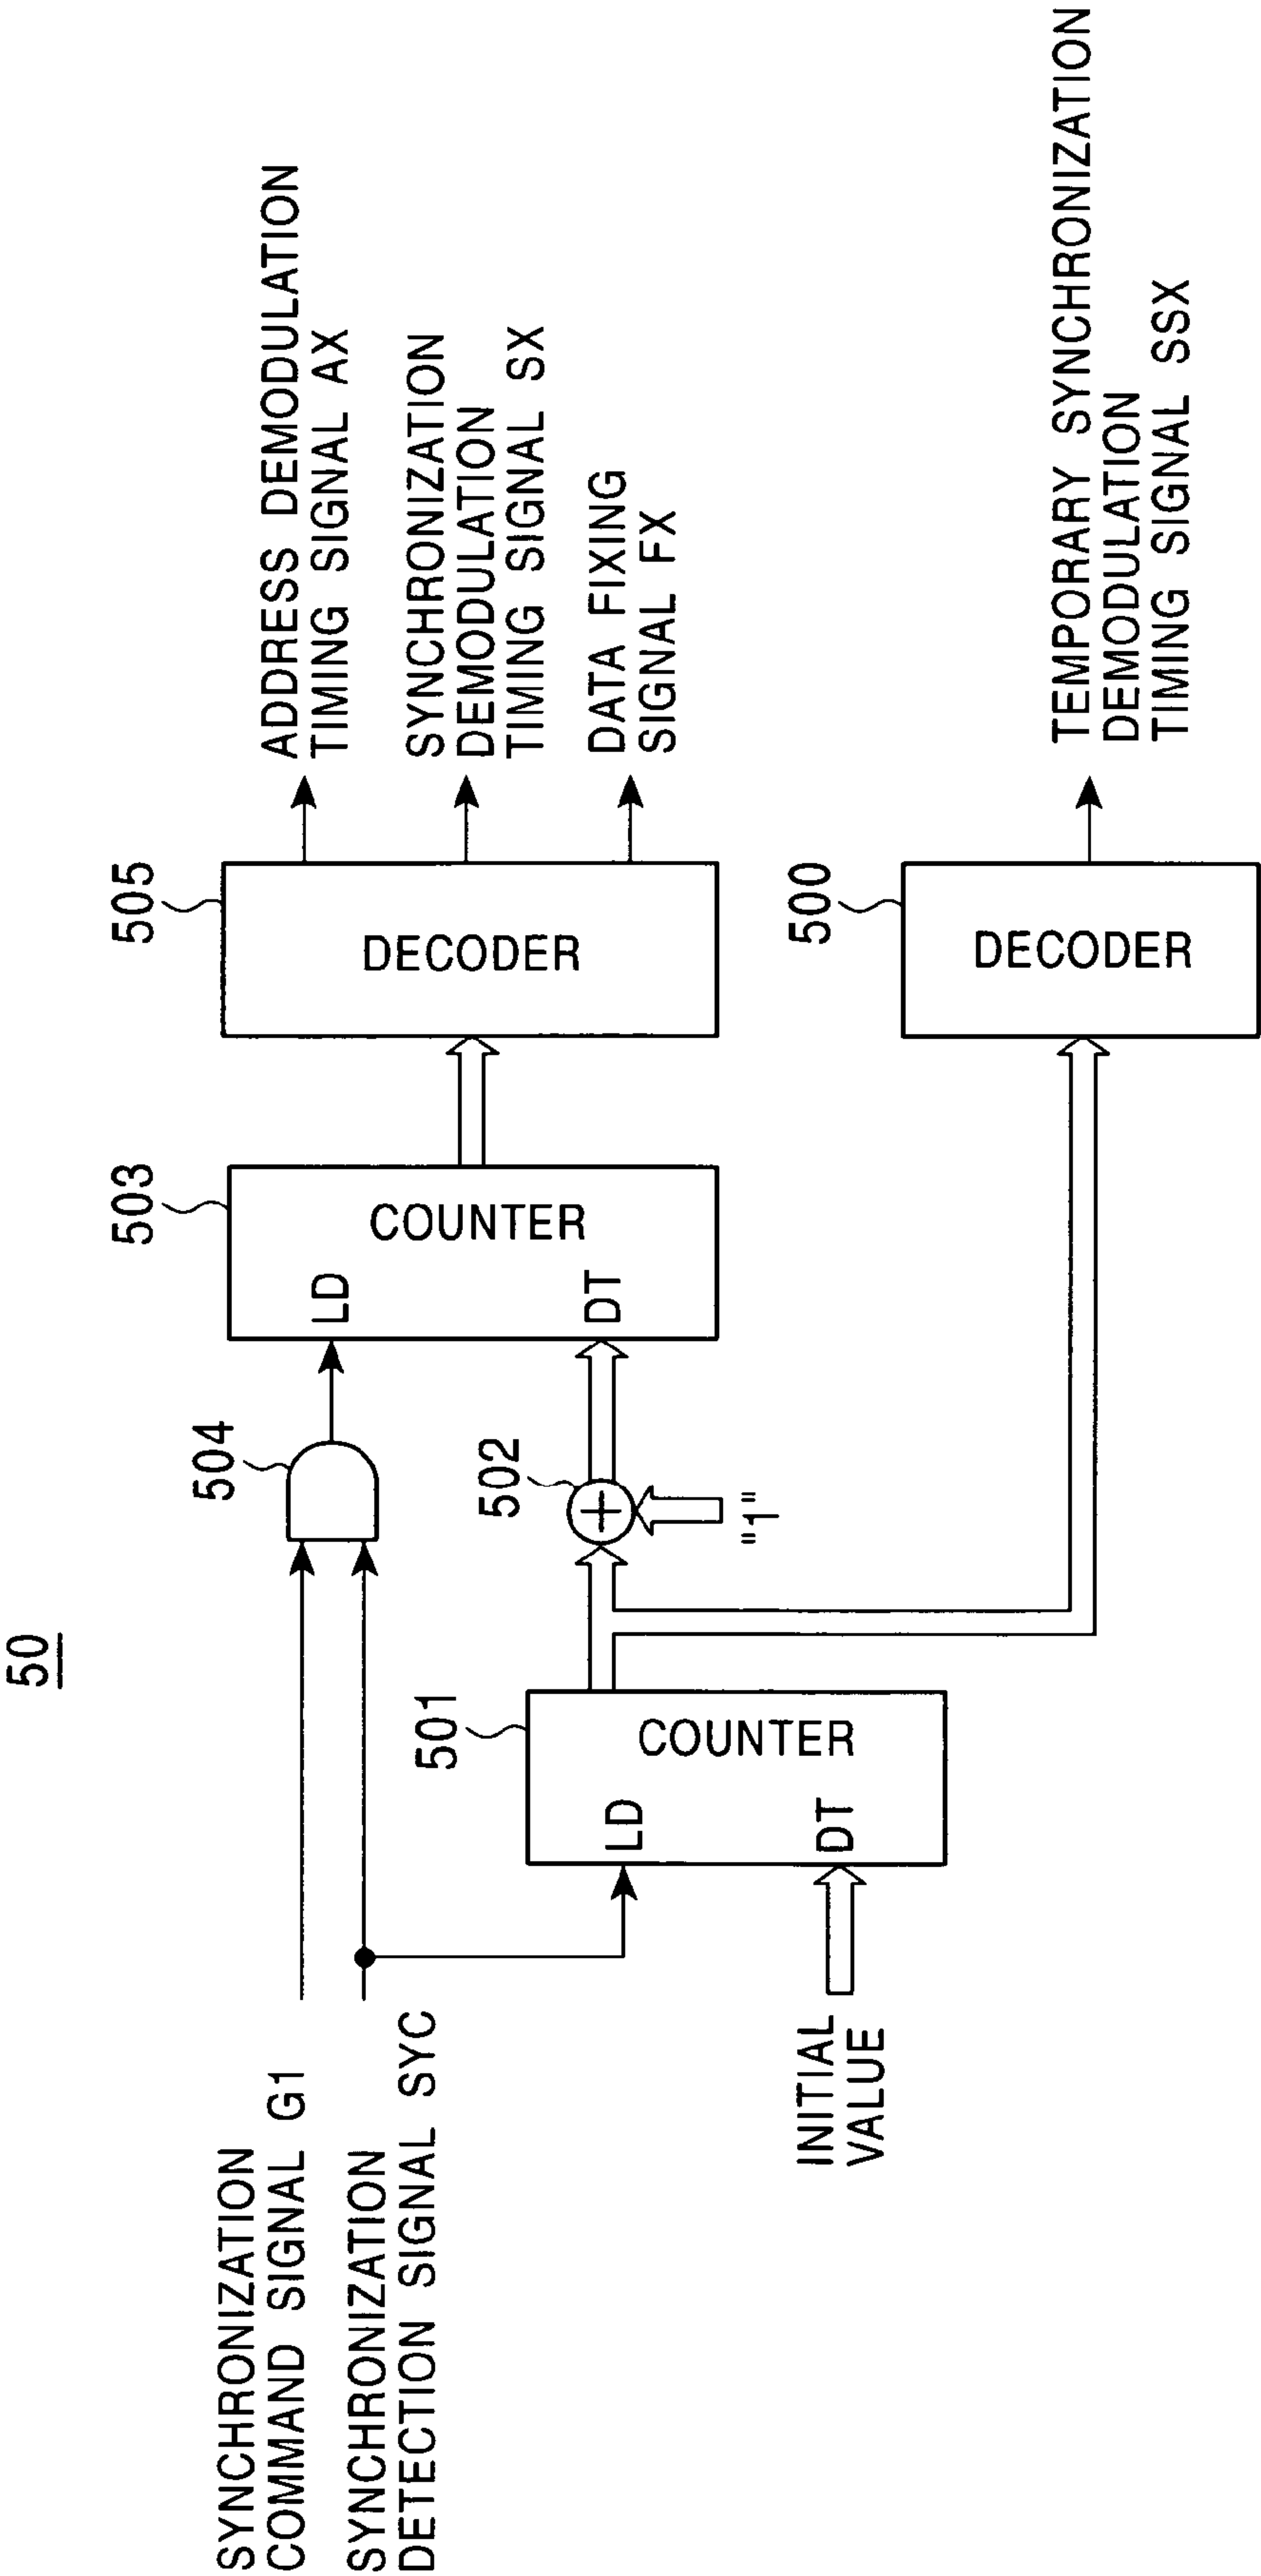 50
SYNCHRONIZATION
COMMAND SIGNAL G1
SYNCHRONIZATION
DETECTION SIGNAL SYC
INITIAL
VALUE
501
COUNTER
LD
DT
504
502
"1"
503
COUNTER
LD
DT
505
DECODER
500
DECODER
ADDRESS DEMODULATION
TIMING SIGNAL AX
SYNCHRONIZATION
DEMODULATION
TIMING SIGNAL SX
DATA FIXING
SIGNAL FX
TEMPORARY SYNCHRONIZATION
DEMODULATION
TIMING SIGNAL SSX